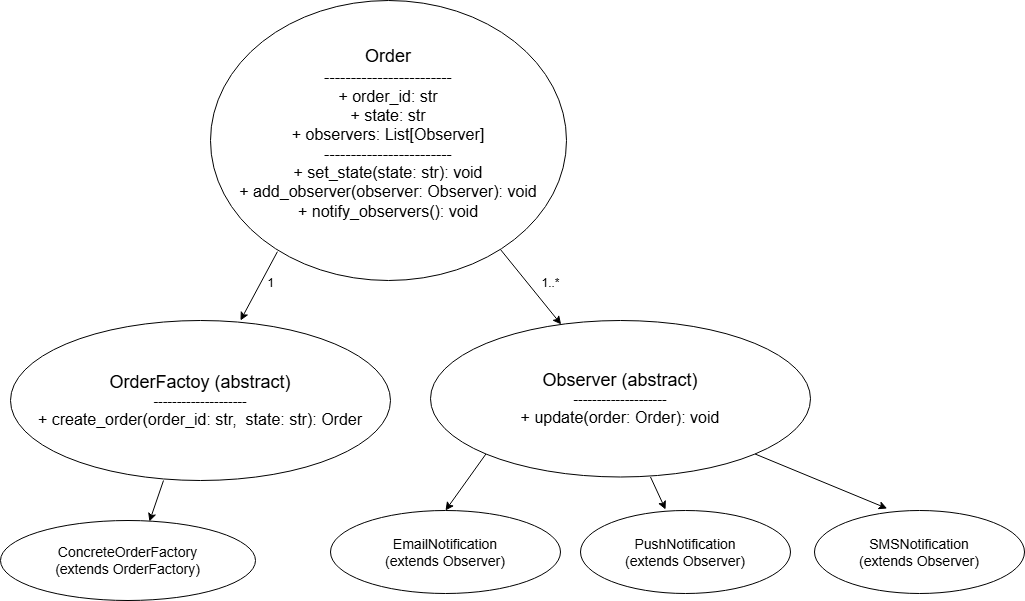 Order
------------------------
+ order_id: str
+ state: str
+ observers: List[Observer]
------------------------
+ set_state(state: str): void
+ add_observer(observer: Observer): void
+ notify_observers(): void
1
1..*
OrderFactoy (abstract)
-------------------
+ create_order(order_id: str,  state: str): Order
Observer (abstract)
-------------------
+ update(order: Order): void
ConcreteOrderFactory
(extends OrderFactory)
EmailNotification
(extends Observer)
PushNotification
(extends Observer)
SMSNotification
(extends Observer)